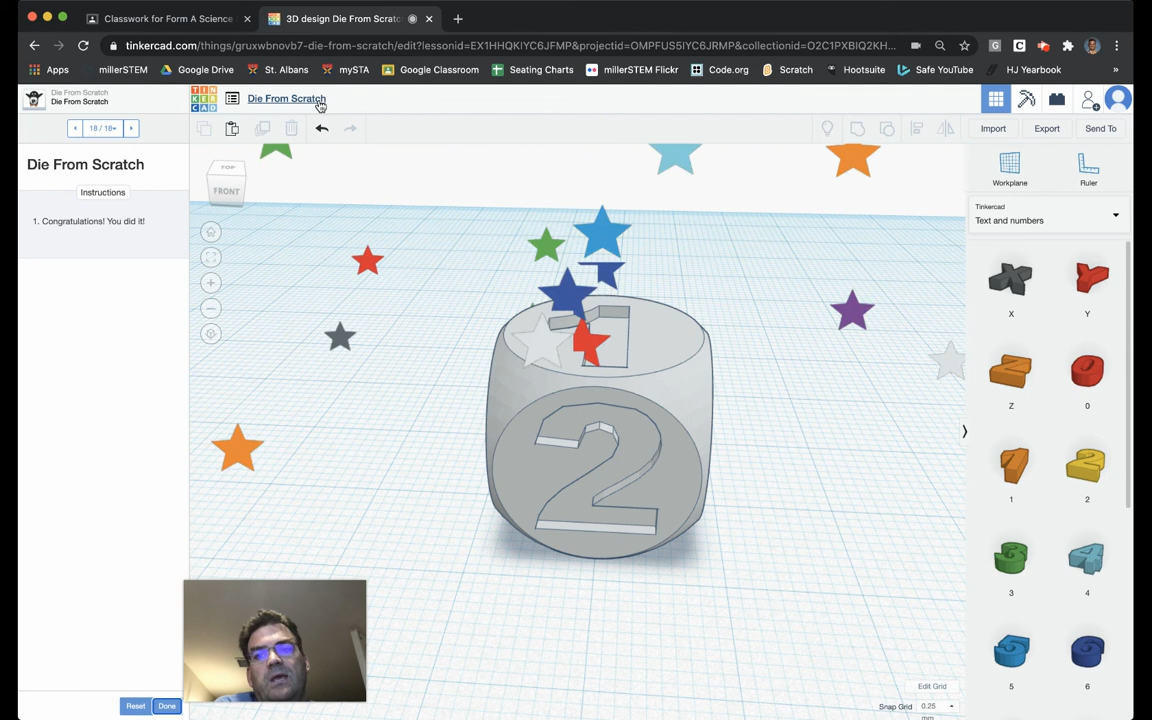 Classwork for Form A Science
3D design Die From Scratch
tinkercad.com/things/gruxwbnovb7-die-from-scratch/edit?lessonid=EX1HHQKIYC6JFMP&projectid=OMPFUS5IYC6JRMP&collectionid=O2C1PXBIQ2KH...
Apps
millerSTEM
Google Drive
St. Albans
mySTA
Google Classroom
Seating Charts
millerSTEM Flickr
Code.org
Scratch
Hootsuite
Safe YouTube
HJ Yearbook
»
Die From Scratch
Die From Scratch
TIN
KER
CAD
Die From Scratch
18 / 18
Import
Export
Send To
Die From Scratch
Instructions
1. Congratulations! You did it!
TOP
FRONT
1
2
Workplane
Ruler
Tinkercad
Text and numbers
X
Y
Z
0
1
2
3
4
5
6
Edit Grid
Snap Grid 0.25
mm
Reset
Done